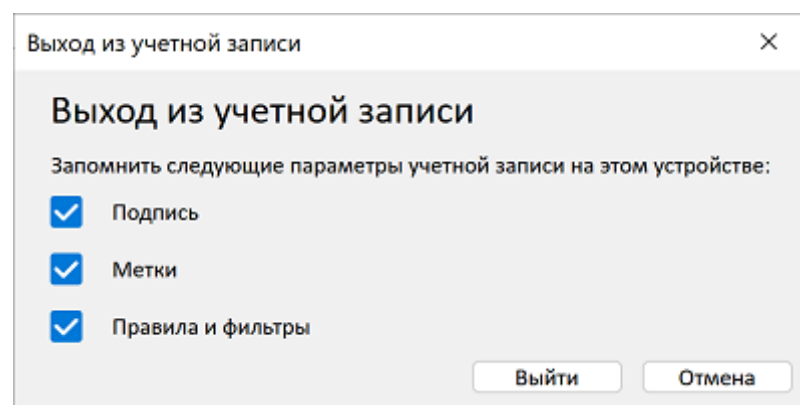 Выход из учетной записи
Выход из учетной записи
Запомнить следующие параметры учетной записи на этом устройстве:
Подпись
Метки
Правила и фильтры
Выйти Отмена